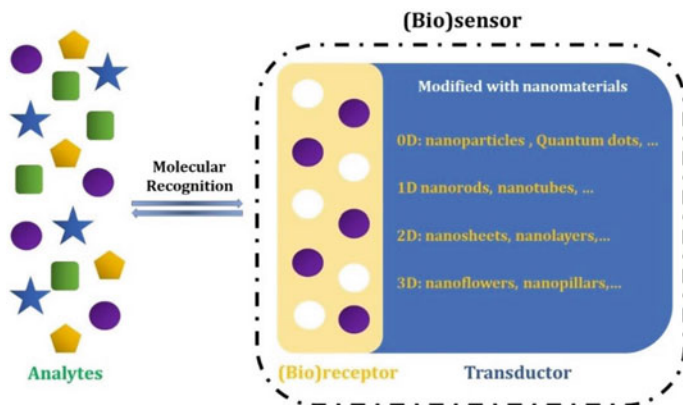 (Bio)sensor
Modified with nanomaterials
0D: nanoparticles , Quantum dots, ...
1D nanorods, nanotubes, ...
2D: nanosheets, nanolayers,...
3D: nanoflowers, nanopillars,...
Molecular
Recognition
Analytes
(Bio)receptor
Transductor